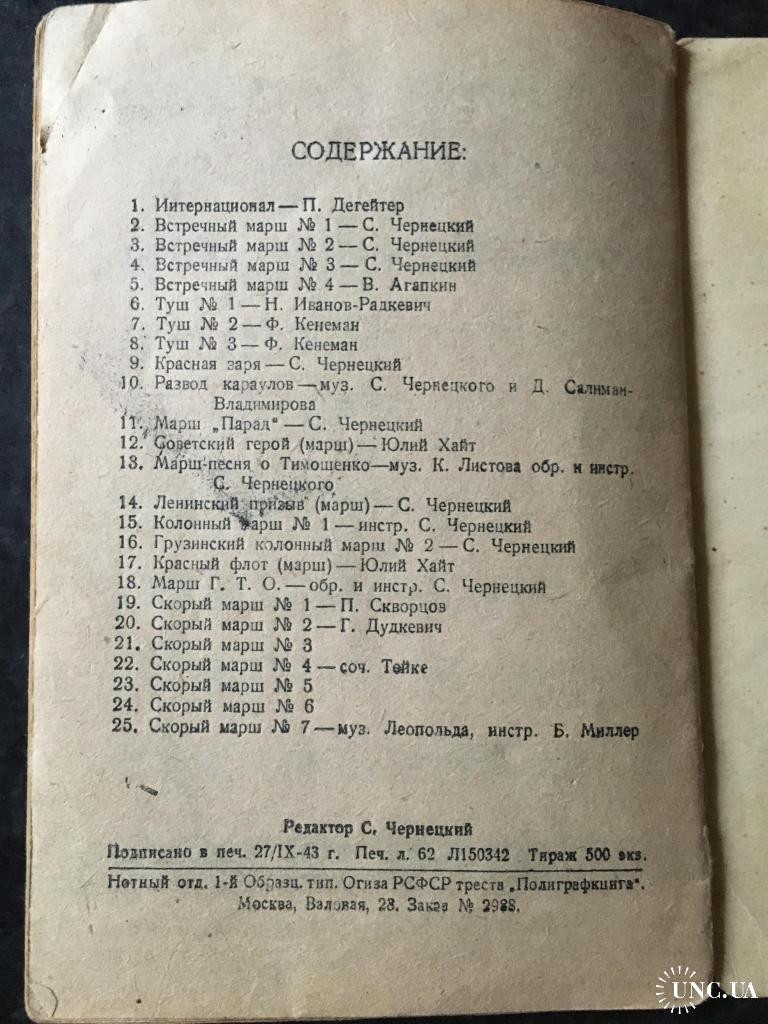 СОДЕРЖАНИЕ:
1. Интернационал — П. Дегейтер
2. Встречный марш № 1 — С. Чернецкий
3. Встречный марш № 2 — С. Чернецкий
4. Встречный марш № 3 — С. Чернецкий
5. Встречный марш № 4 — В. Агапкин
6. Туш № 1 — Н. Иванов-Радкевич
7. Туш № 2 — Ф. Кенеман
8. Туш № 3 — Ф. Кенеман
9. Красная заря — С. Чернецкий
10. Развод караулов — муз. С. Чернецкого и Д. Салиман-
Владимирова
11. Марш „Парад“ — С. Чернецкий
12. Советский герой (марш) — Юлий Хайт
13. Марш-песня о Тимошенко — муз. К. Листова обр. и инстр.
С. Чернецкого
14. Ленинский призыв (марш) — С. Чернецкий
15. Колонный марш № 1 — инстр. С. Чернецкий
16. Грузинский колонный марш № 2 — С. Чернецкий
17. Красный флот (марш) — Юлий Хайт
18. Марш Г. Т. О. — обр. и инстр. С. Чернецкий
19. Скорый марш № 1 — П. Скворцов
20. Скорый марш № 2 — Г. Дудкевич
21. Скорый марш № 3
22. Скорый марш № 4 — соч. Тейке
23. Скорый марш № 5
24. Скорый марш № 6
25. Скорый марш № 7 — муз. Леопольда, инстр. Б. Миллер
Редактор С. Чернецкий
Подписано в печ. 27/IX-43 г. Печ. л. 62 Л150342 Тираж 500 экз.
Нотный отд. 1-й Образц. тип. Огиза РСФСР треста „Полиграфкнига“.
Москва, Валовая, 28. Заказ № 2988.
UNC.UA